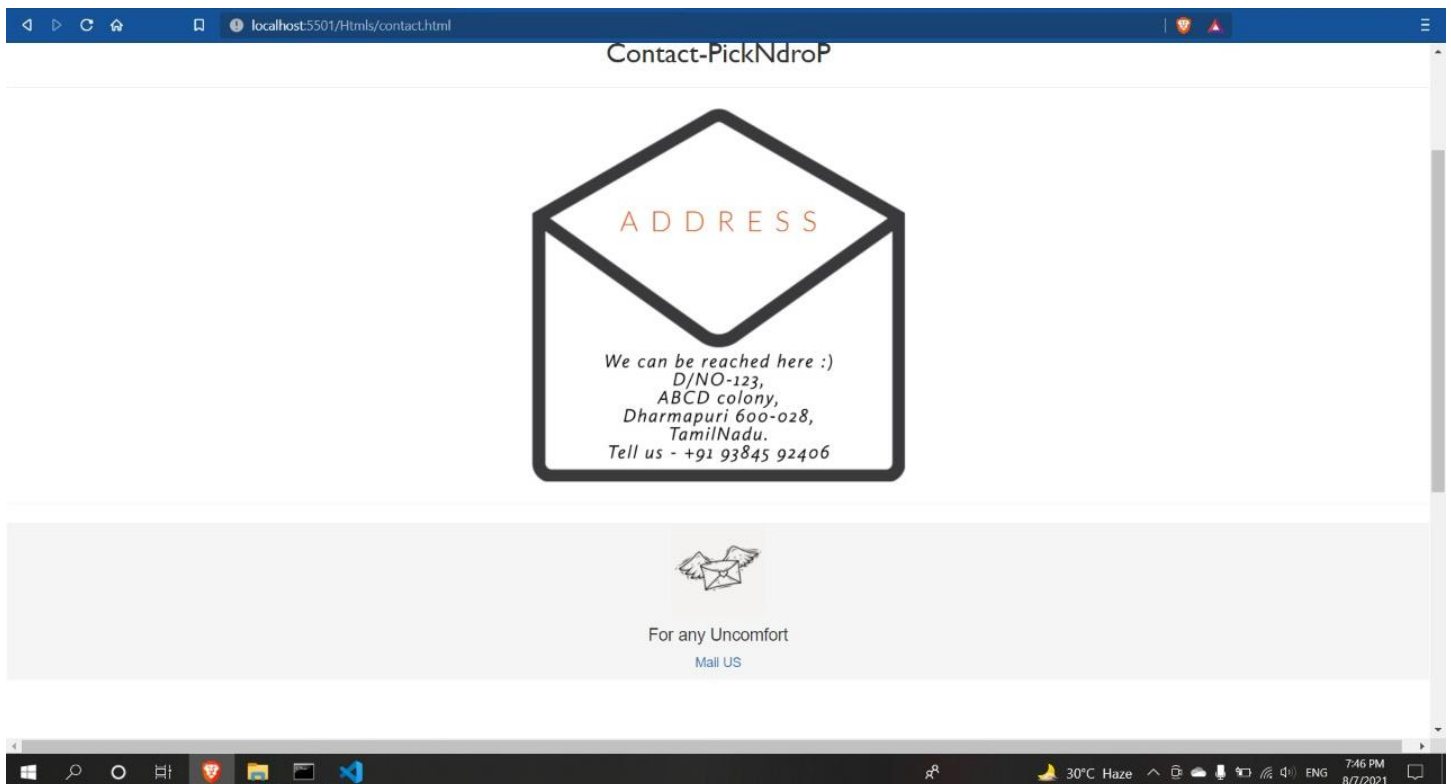 localhost:5501/Htmls/contact.html
Contact-PickNdroP
ADDRESS
We can be reached here :)
D/NO-123,
ABCD colony,
Dharmapuri 600-028,
TamilNadu.
Tell us - +91 93845 92406
For any Uncomfort
Mail US
30°C Haze
ENG
7:46 PM
8/7/2021